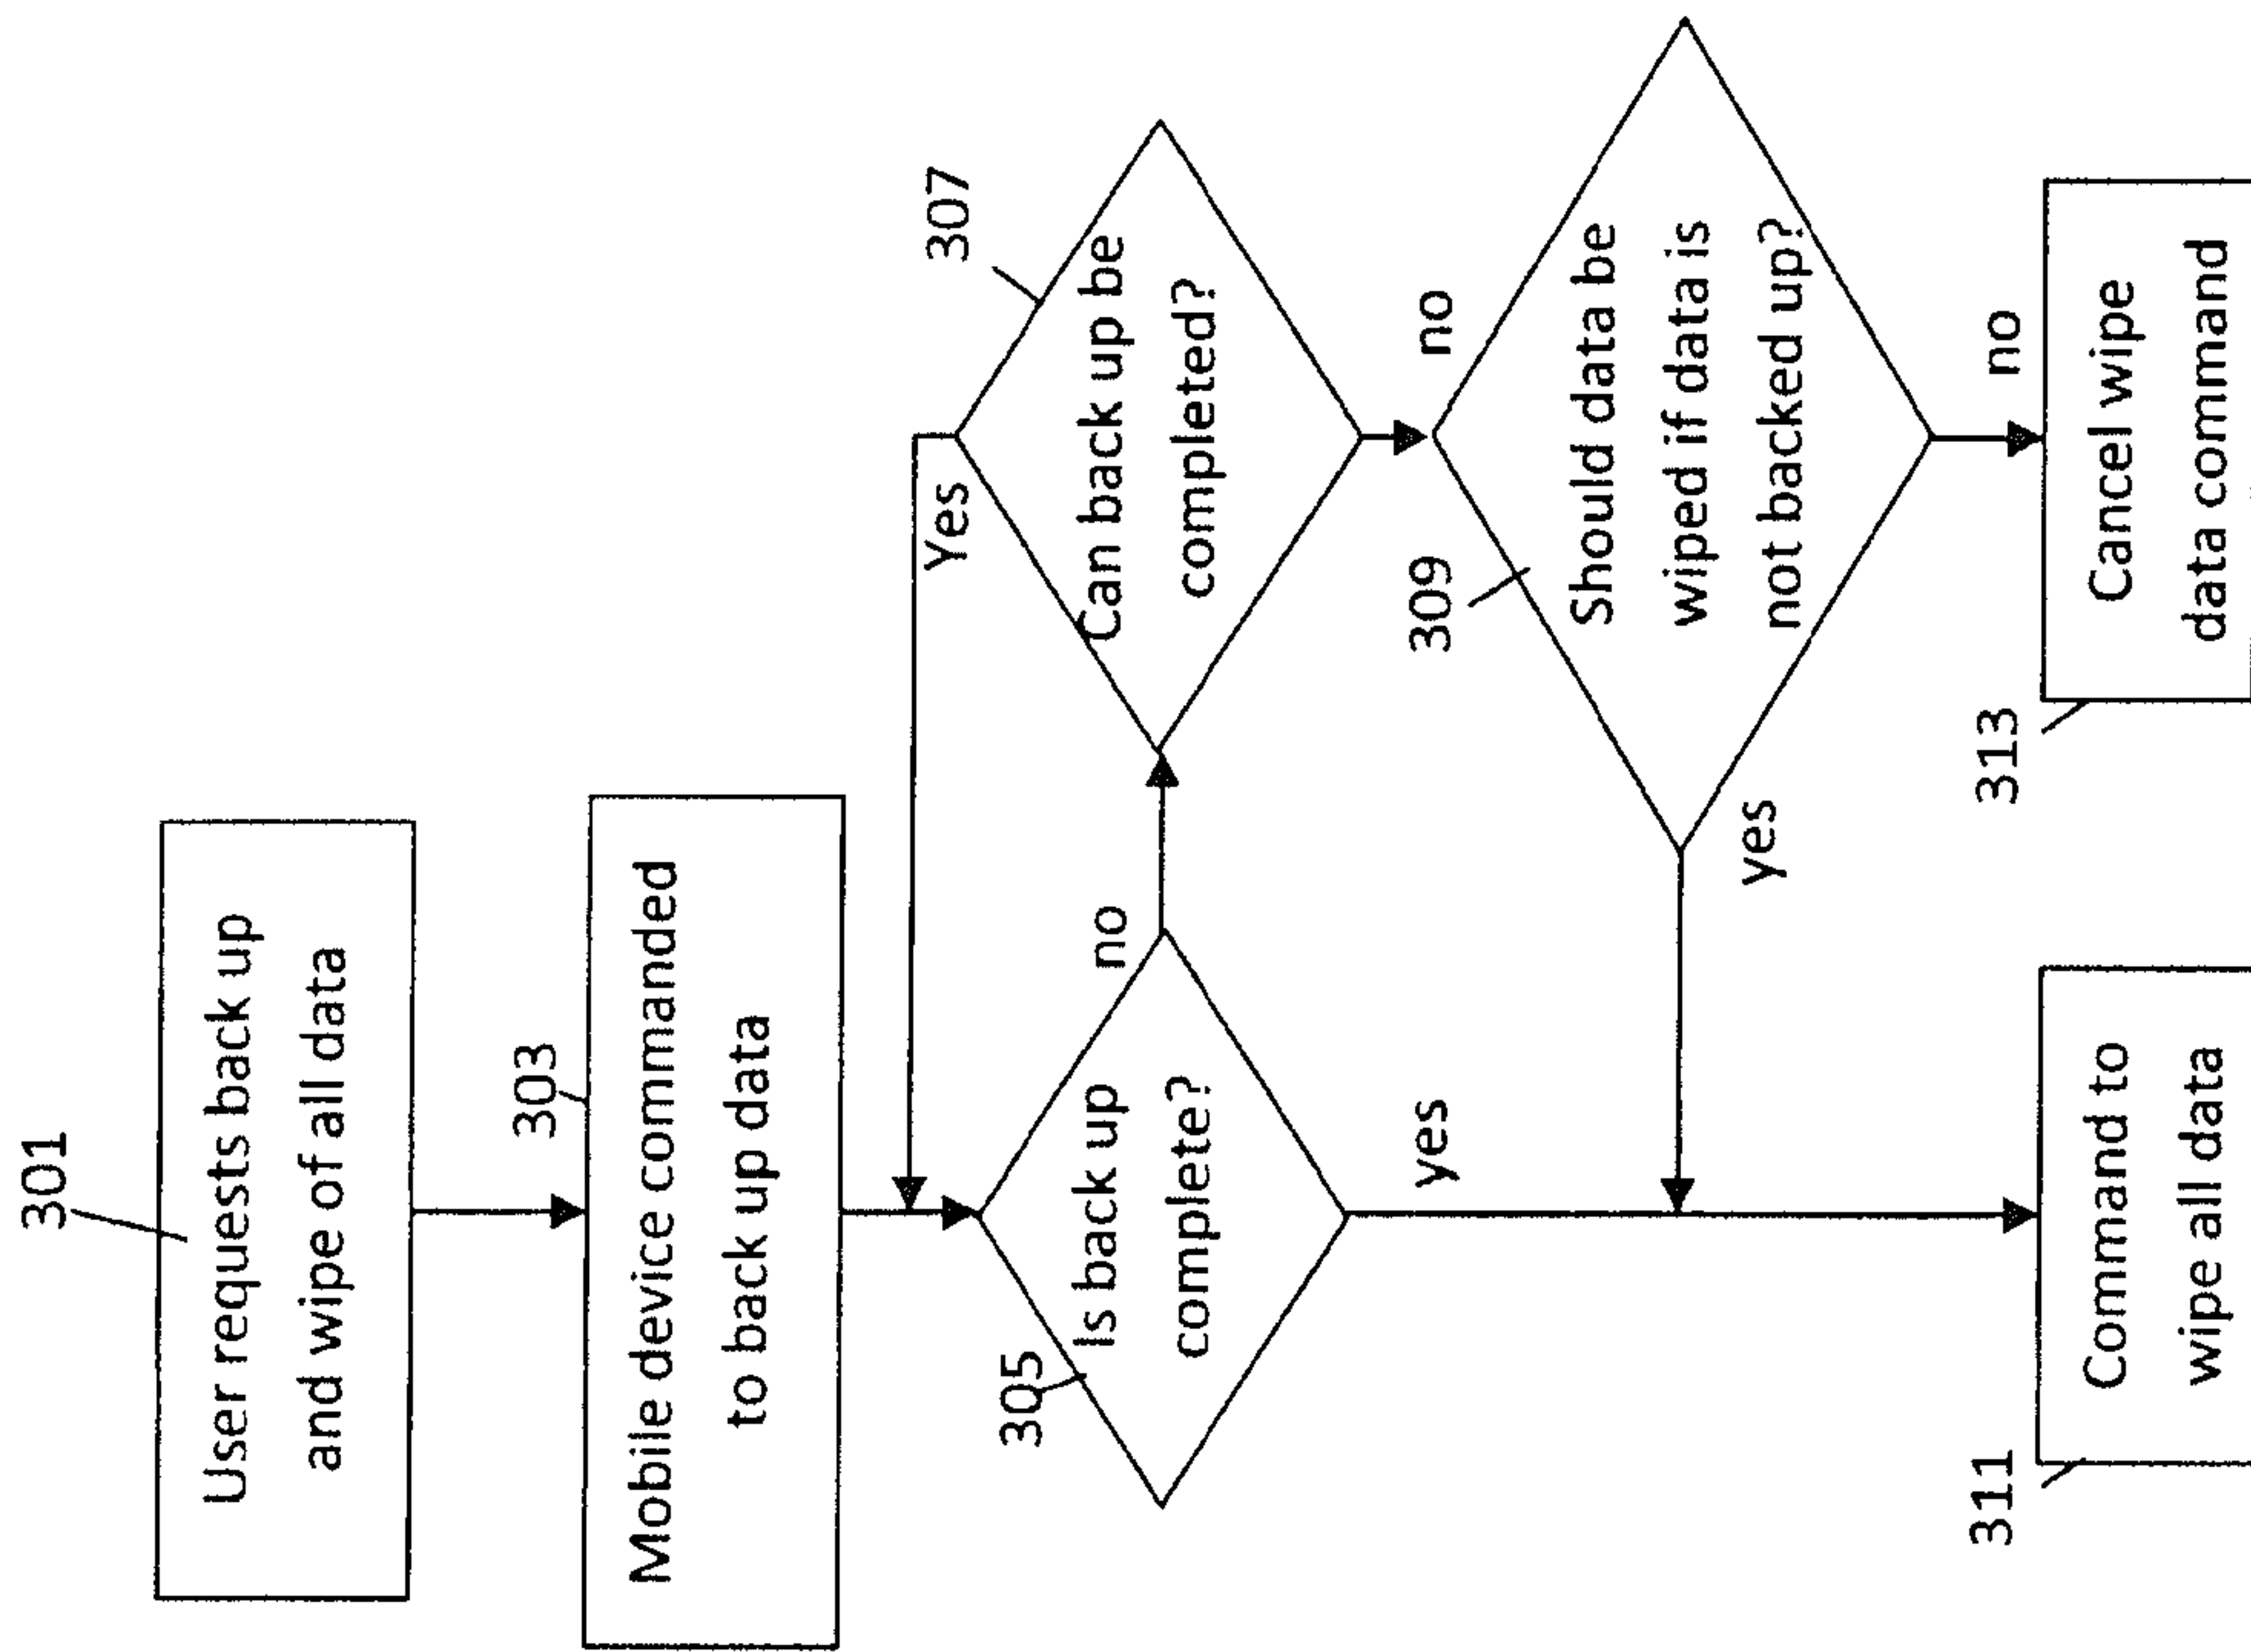 301
User requests back up
and wipe of all data
303
Mobile device commanded
to back up data
305
Is back up
complete?
no
yes
307
Can back up be
completed?
Yes
no
309
Should data be
wiped if data is
not backed up?
yes
no
311
Command to
wipe all data
313
Cancel wipe
data command